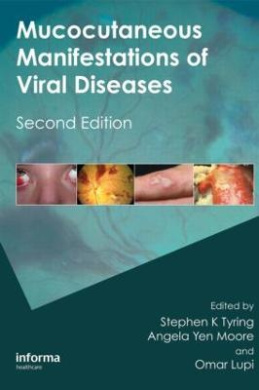 Mucocutaneous
Manifestations of
Viral Diseases
Second Edition
Edited by
Stephen K Tyring
Angela Yen Moore
and
Omar Lupi
informa
healthcare